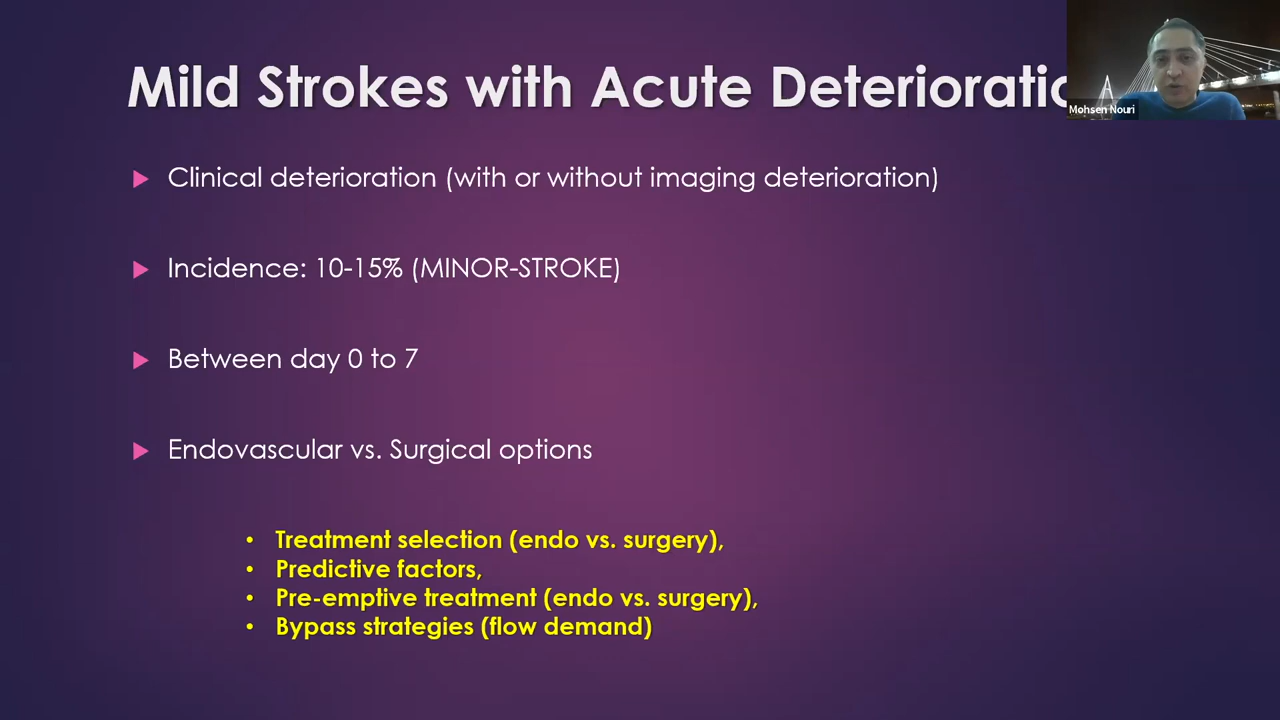 Mild Strokes with Acute Deterioratio
Mohsen Nouri
Clinical deterioration (with or without imaging deterioration)
Incidence: 10-15% (MINOR-STROKE)
Between day 0 to 7
Endovascular vs. Surgical options
• Treatment selection (endo vs. surgery),
• Predictive factors,
• Pre-emptive treatment (endo vs. surgery),
• Bypass strategies (flow demand)